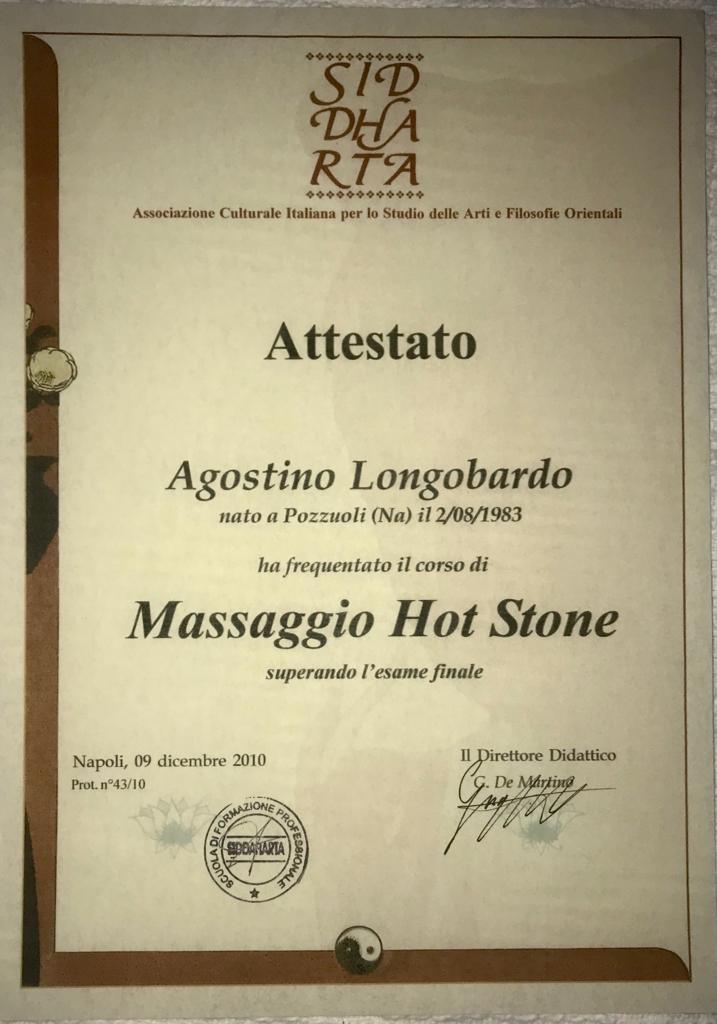 SID
DHA
RTA
Associazione Culturale Italiana per lo Studio delle Arti e Filosofie Orientali
Attestato
Agostino Longobardo
nato a Pozzuoli (Na) il 2/08/1983
ha frequentato il corso di
Massaggio Hot Stone
superando l'esame finale
Napoli, 09 dicembre 2010
Prot. n°43/10
Il Direttore Didattico
G. De Martino
SCUOLA DI FORMAZIONE PROFESSIONALE